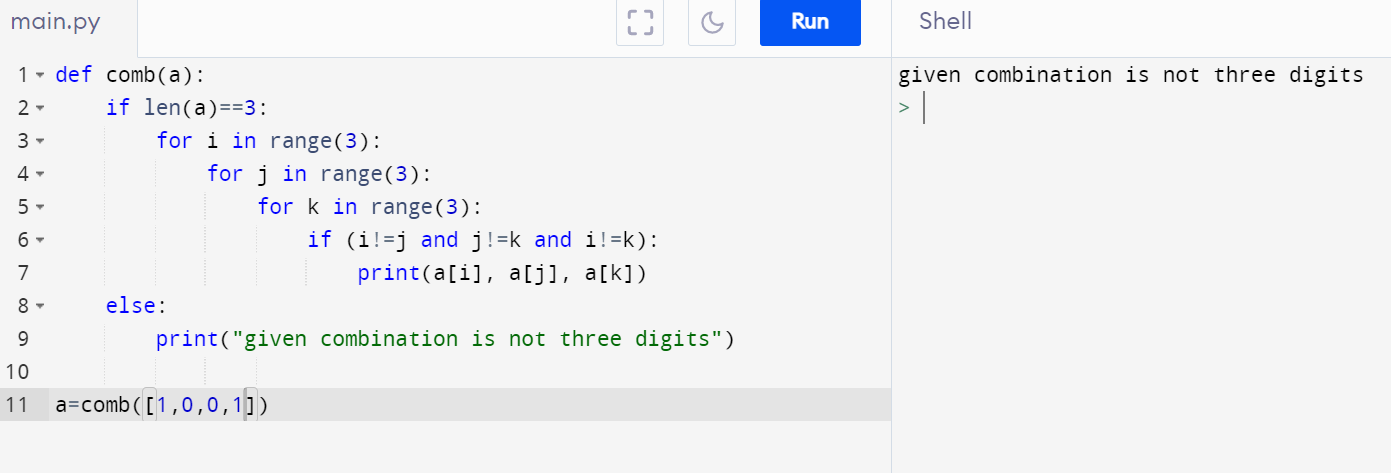 main.py
Run
Shell
1 def comb(a):
2     if len(a)==3:
3         for i in range(3):
4             for j in range(3):
5                 for k in range(3):
6                     if (i!=j and j!=k and i!=k):
7                         print(a[i], a[j], a[k])
8     else:
9         print("given combination is not three digits")
10
11 a=comb([1,0,0,1])
given combination is not three digits
>